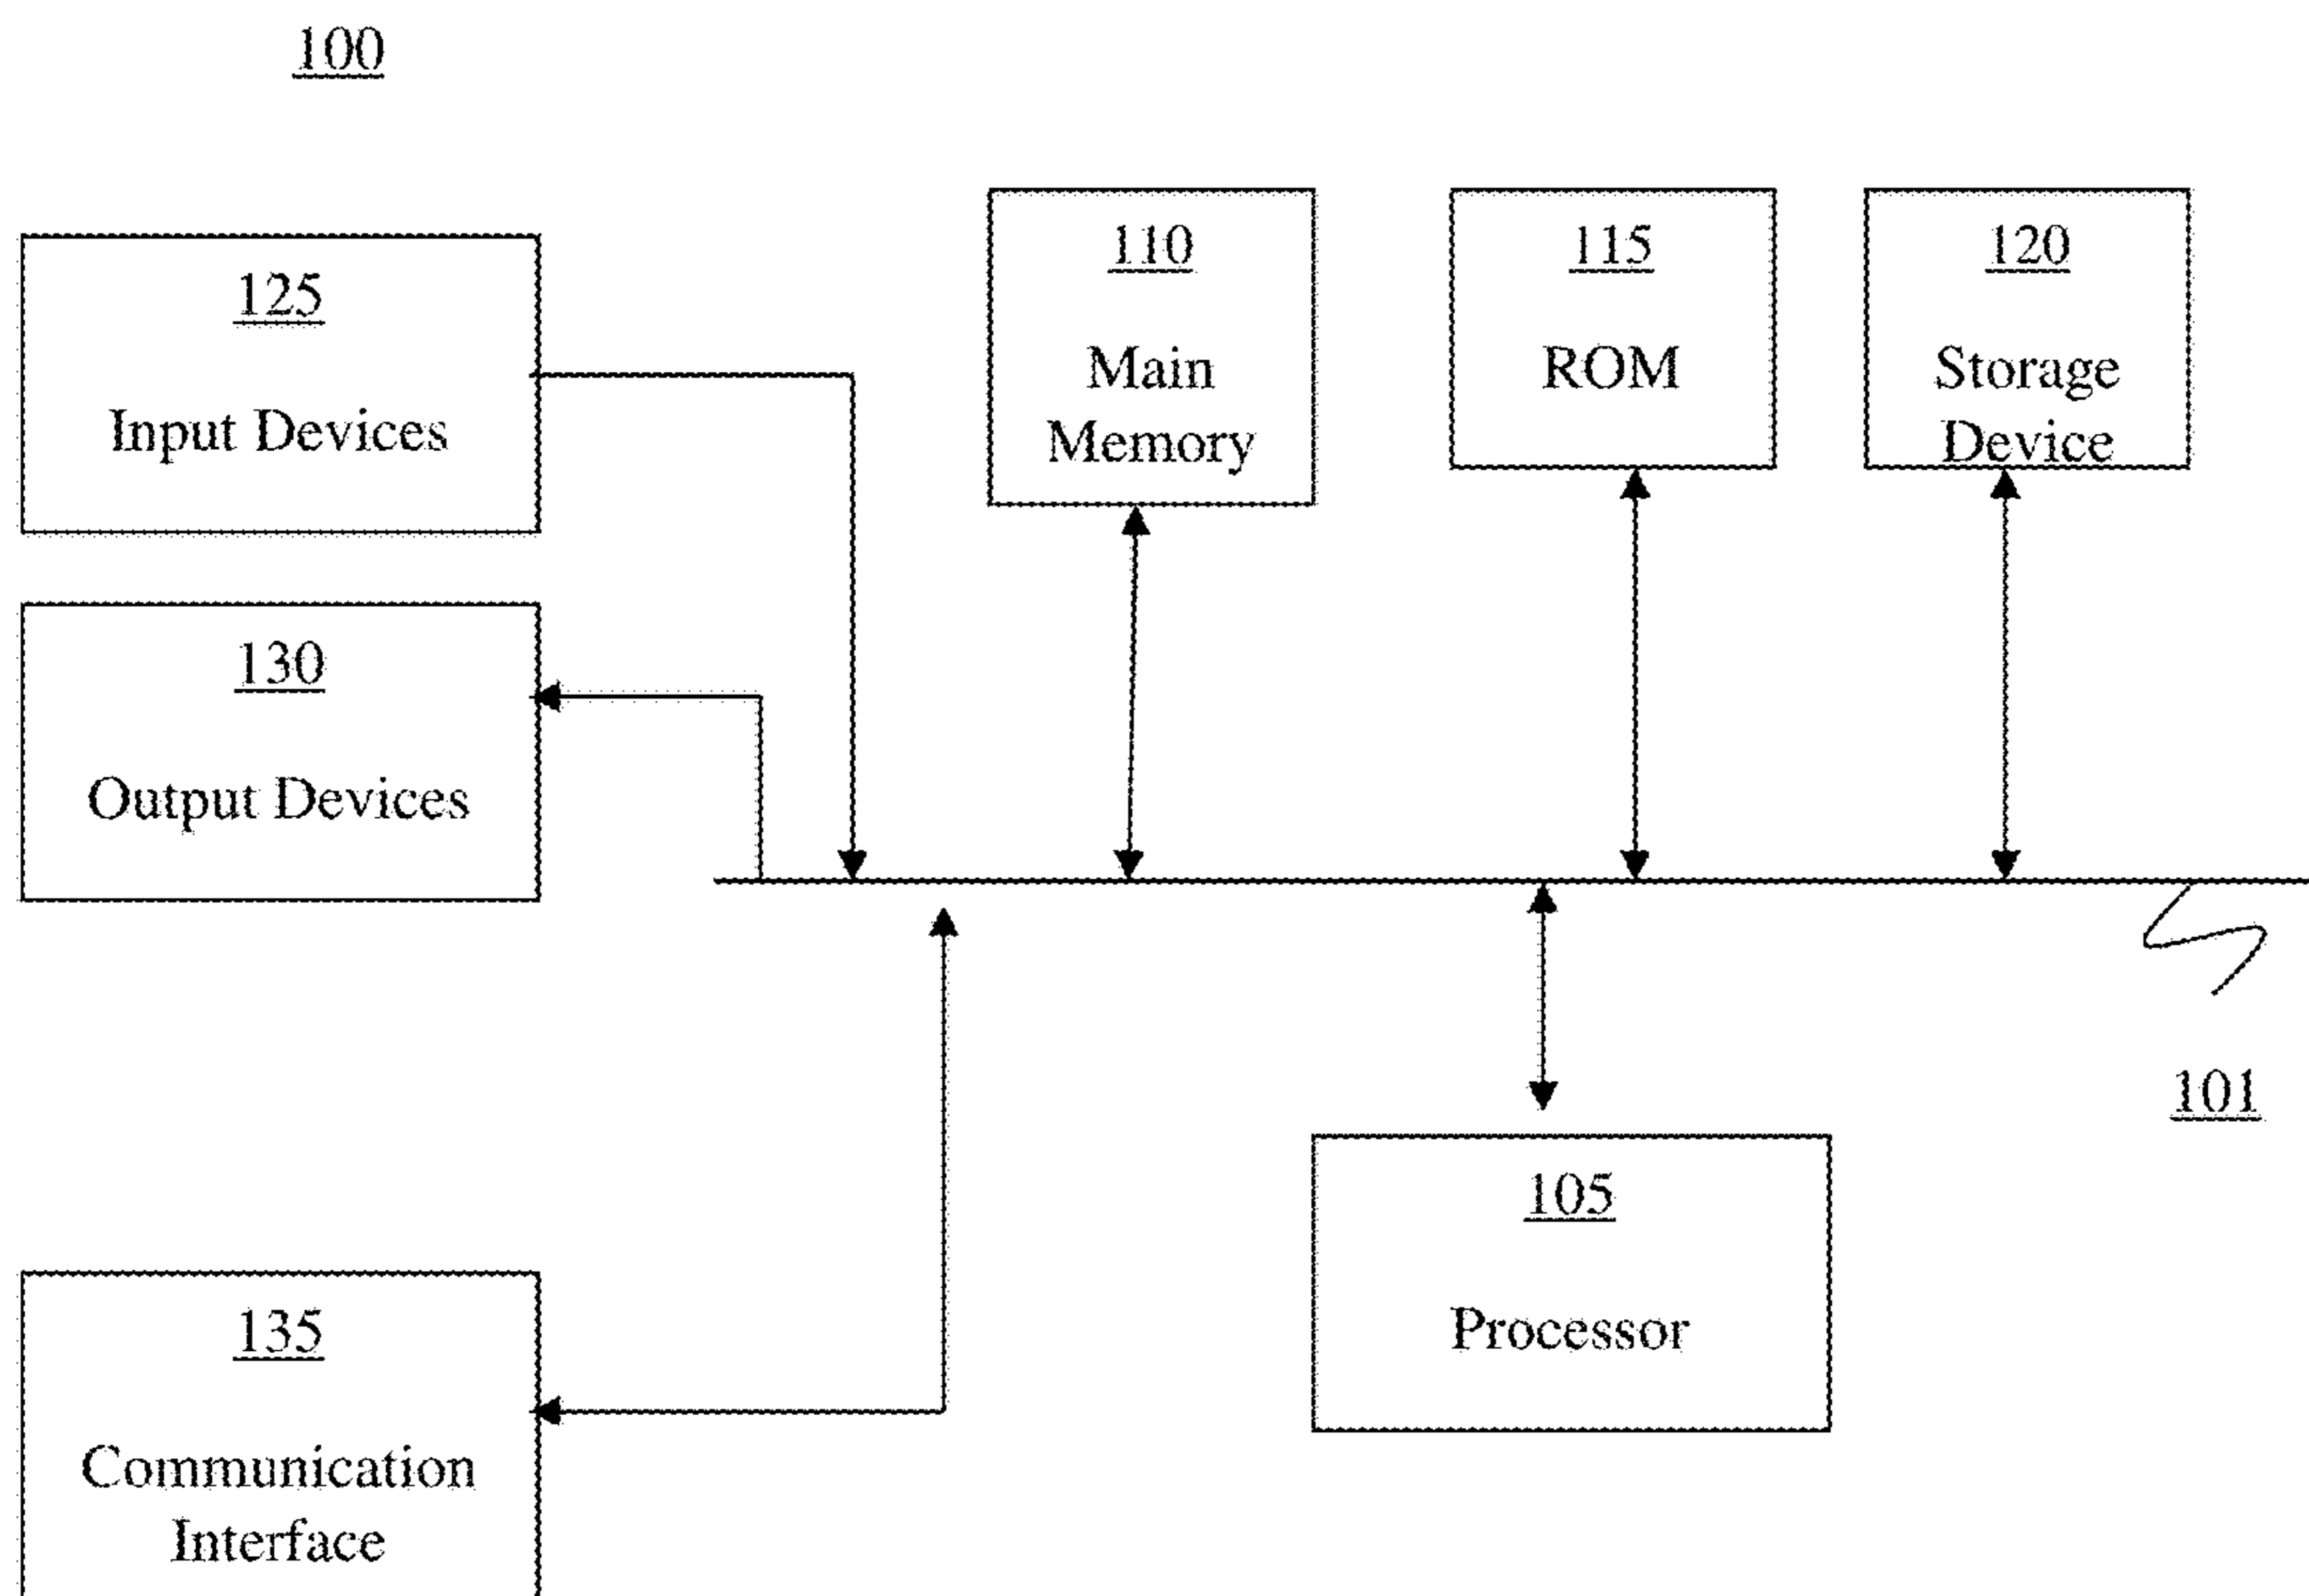 100
125
Input Devices
110
Main
Memory
115
ROM
120
Storage
Device
130
Output Devices
101
105
Processor
135
Communication
Interface